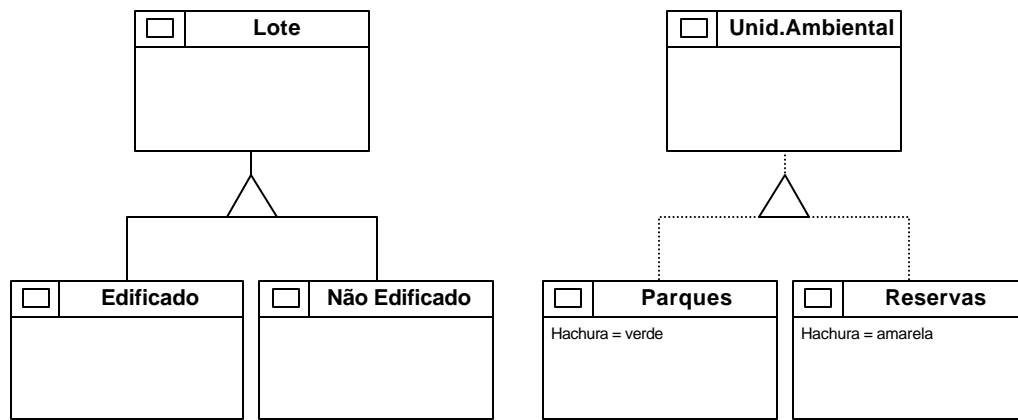 Lote
Unid.Ambiental
Edificado
Não Edificado
Parques
Reservas
Hachura = verde
Hachura = amarela